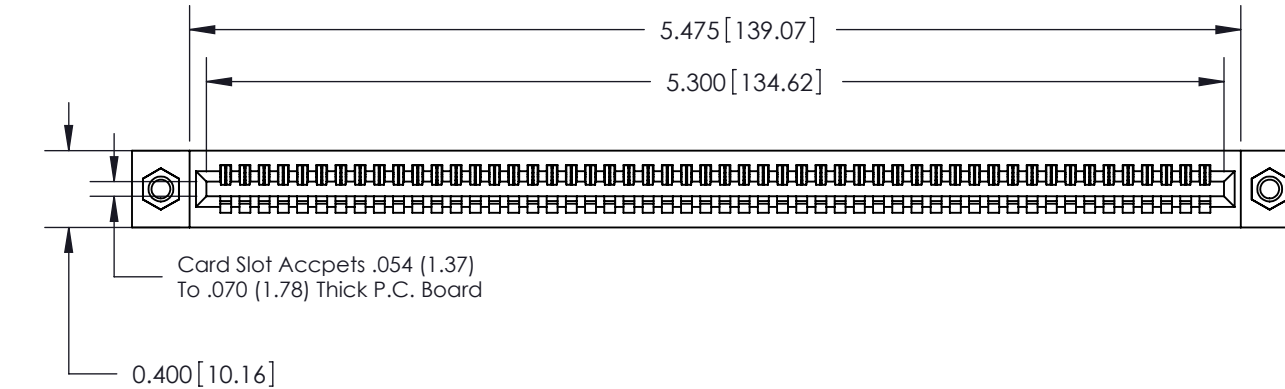 5.475 [139.07]
5.300 [134.62]
Card Slot Accpets .054 (1.37)
To .070 (1.78) Thick P.C. Board
0.400 [10.16]